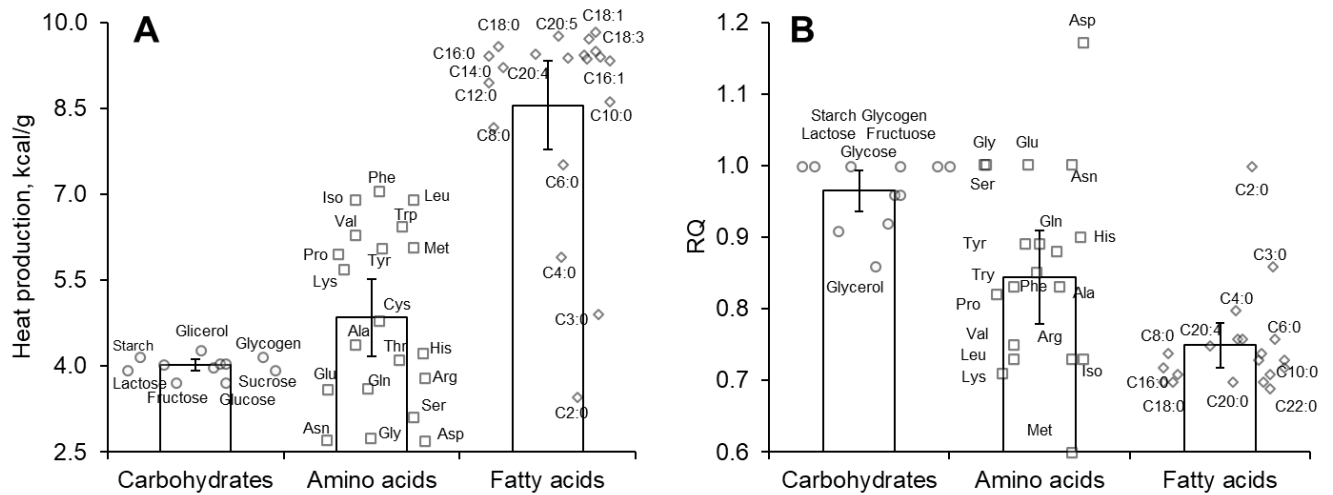 A
Heat production, kcal/g
10.0
8.5
7.0
5.5
4.0
2.5
C18:0
C20:5
C18:1
C18:3
C16:0
C14:0
C20:4
C16:1
C12:0
C10:0
C8:0
C6:0
C4:0
C3:0
C2:0
Phe
Iso
Leu
Val
Trp
Pro
Tyr
Met
Lys
Cys
Ala
Thr
His
Glu
Gln
Arg
Ser
Asn
Gly
Asp
Starch
Glicerol
Glycogen
Lactose
Fructose
Glucose
Sucrose
Carbohydrates
Amino acids
Fatty acids
B
RQ
1.2
1.1
1.0
0.9
0.8
0.7
0.6
Starch Glycogen
Lactose Fructuose
Glycose
Glycerol
Asp
Gly
Glu
Ser
Asn
Gln
His
Tyr
Try
Phe
Ala
Pro
Val
Arg
Leu
Iso
Lys
Met
C2:0
C3:0
C4:0
C8:0
C20:4
C6:0
C16:0
C10:0
C18:0
C20:0
C22:0
Carbohydrates
Amino acids
Fatty acids